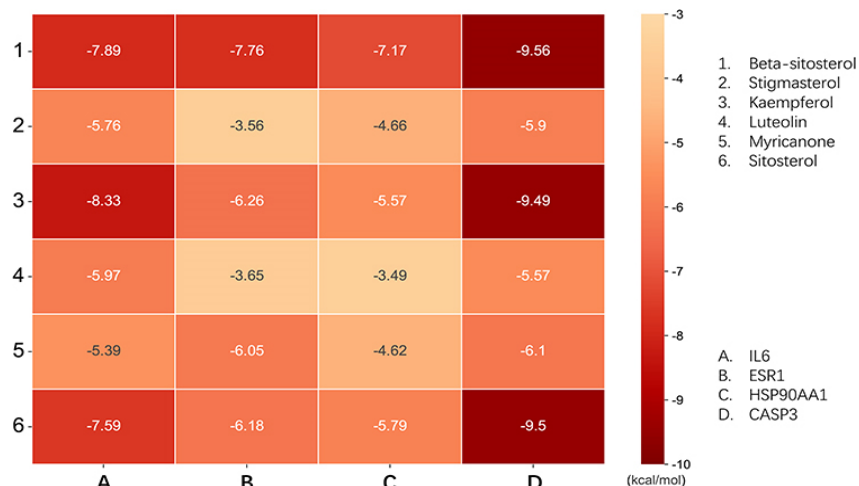 1 -7.89 -7.76 -7.17 -9.56
2 -5.76 -3.56 -4.66 -5.9
3 -8.33 -6.26 -5.57 -9.49
4 -5.97 -3.65 -3.49 -5.57
5 -5.39 -6.05 -4.62 -6.1
6 -7.59 -6.18 -5.79 -9.5
A B C D
-3
-4
-5
-6
-7
-8
-9
-10
(kcal/mol)
1. Beta-sitosterol
2. Stigmasterol
3. Kaempferol
4. Luteolin
5. Myricanone
6. Sitosterol
A. IL6
B. ESR1
C. HSP90AA1
D. CASP3